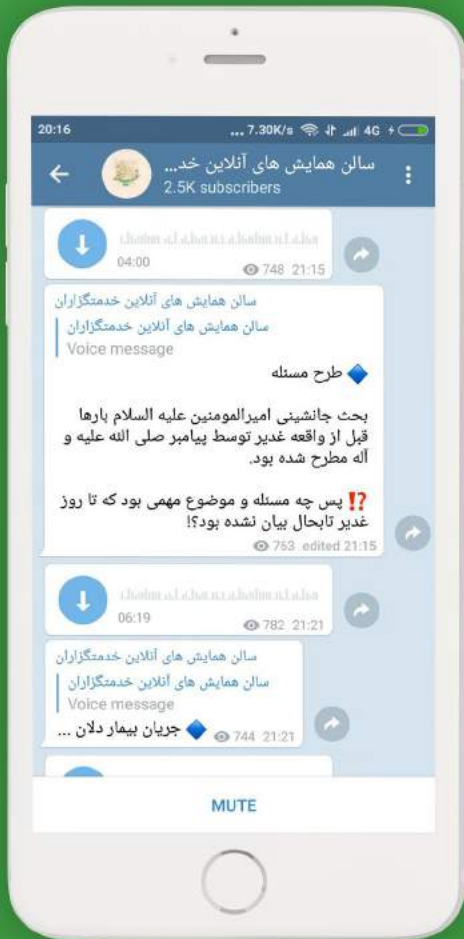 20:16
... 7.30K/s 4G
سالن همایش های آنلاین خد...
2.5K subscribers
04:00
748 21:15
سالن همایش های آنلاین خدمتگزاران
سالن همایش های آنلاین خدمتگزاران
Voice message
🔷 طرح مسئله
بحث جانشینی امیرالمومنین علیه السلام بارها
قبل از واقعه غدیر توسط پیامبر صلی الله علیه و
آله مطرح شده بود.
⁉️ پس چه مسئله و موضوع مهمی بود که تا روز
غدیر تابحال بیان نشده بود؟!
763 edited 21:15
06:19
782 21:21
سالن همایش های آنلاین خدمتگزاران
سالن همایش های آنلاین خدمتگزاران
Voice message
🔷 جریان بیمار دلان ...
744 21:21
MUTE